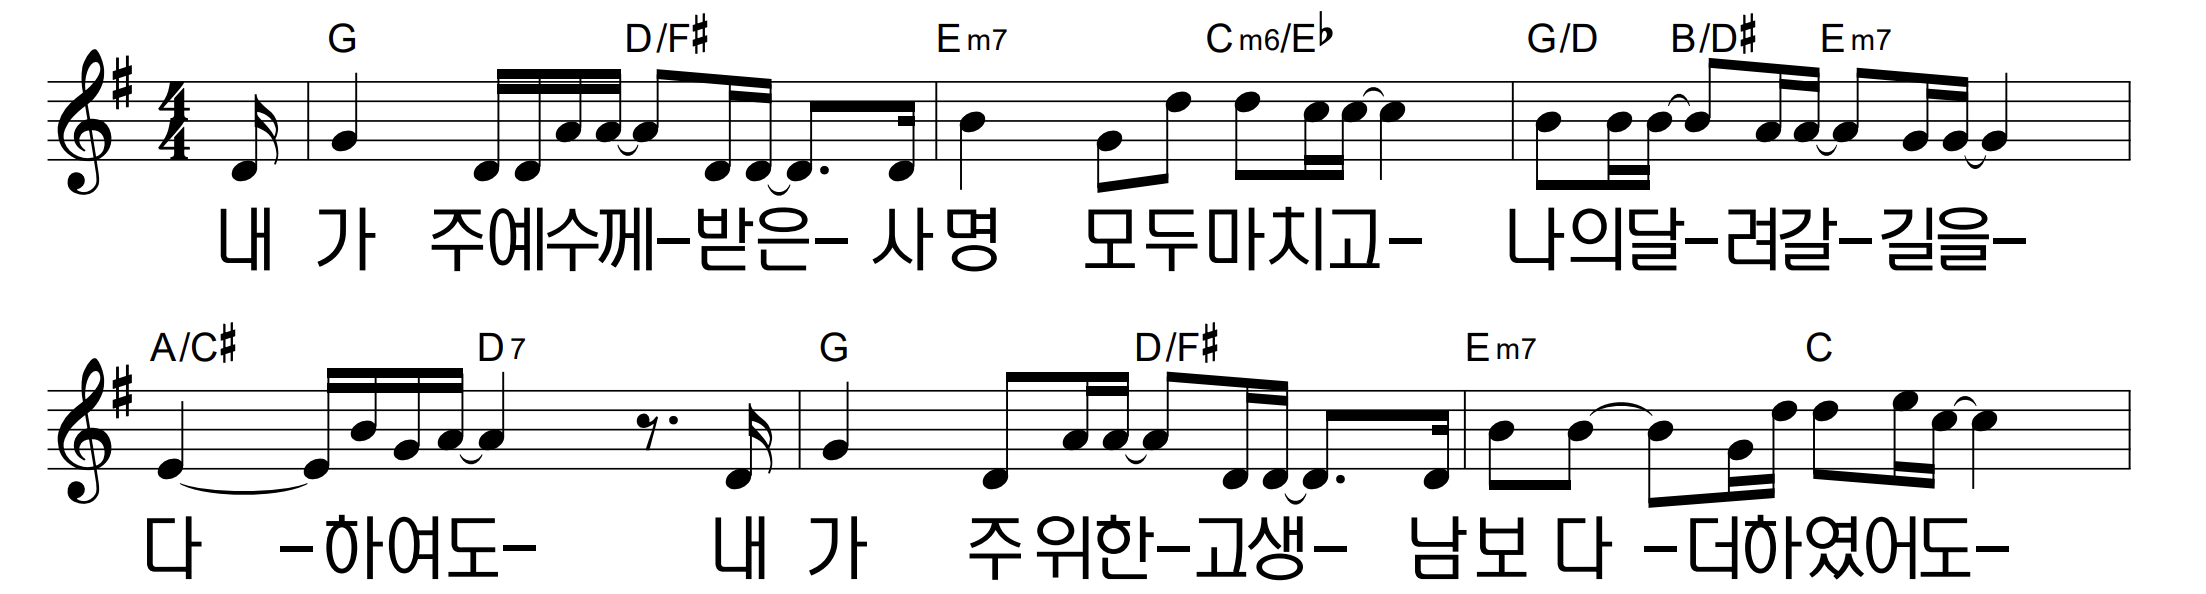 G D/F♯ Em7 Cm6/E♭ G/D B/D♯ Em7
4
4
내 가 주예수께-받은- 사명 모두마치고- 나의달-려갈-길을-
A/C♯ D7 G D/F♯ Em7 C
다 -하여도- 내 가 주위한-고생- 남보다 -더하였어도-